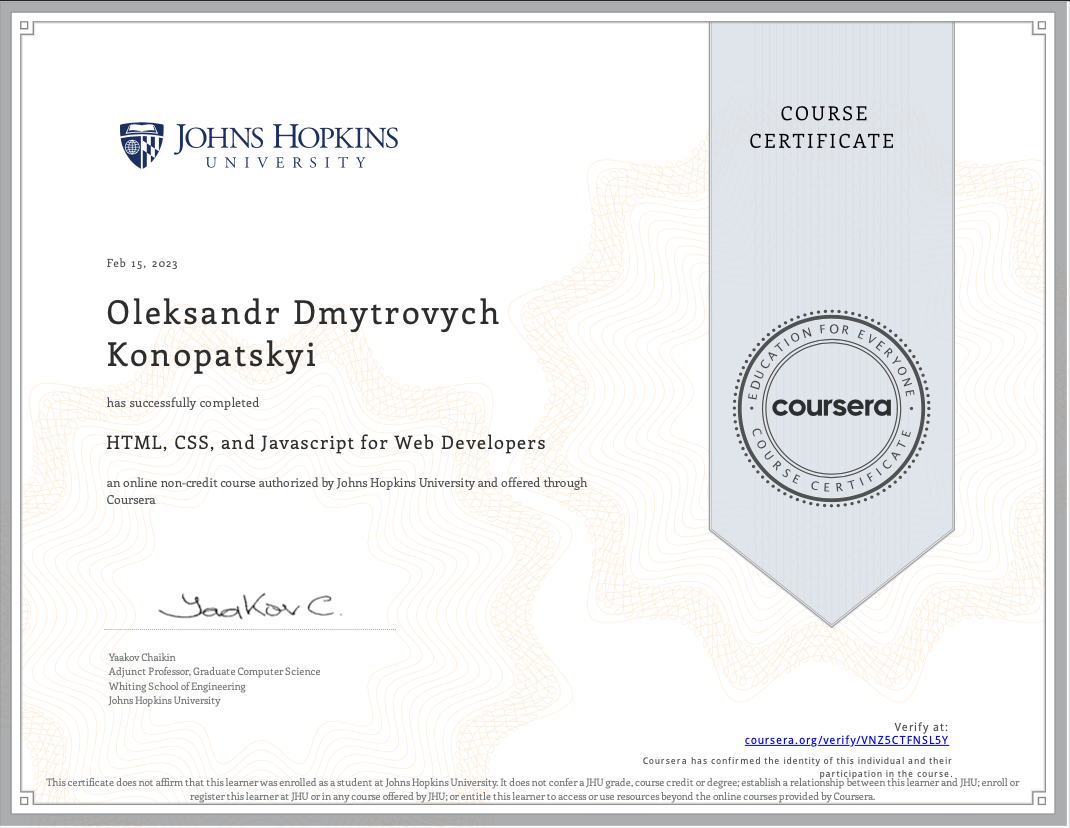 JOHNS HOPKINS
UNIVERSITY
COURSE
CERTIFICATE
Feb 15, 2023
Oleksandr Dmytrovych
Konopatskyi
has successfully completed
HTML, CSS, and Javascript for Web Developers
an online non-credit course authorized by Johns Hopkins University and offered through
Coursera
EDUCATION FOR EVERYONE
coursera
COURSE CERTIFICATE
Yaakov C.
Yaakov Chaikin
Adjunct Professor, Graduate Computer Science
Whiting School of Engineering
Johns Hopkins University
Verify at:
coursera.org/verify/VNZ5CTFNSL5Y
Coursera has confirmed the identity of this individual and their
participation in the course.
This certificate does not affirm that this learner was enrolled as a student at Johns Hopkins University. It does not confer a JHU grade, course credit or degree; establish a relationship between this learner and JHU; enroll or
register this learner at JHU or in any course offered by JHU; or entitle this learner to access or use resources beyond the online courses provided by Coursera.